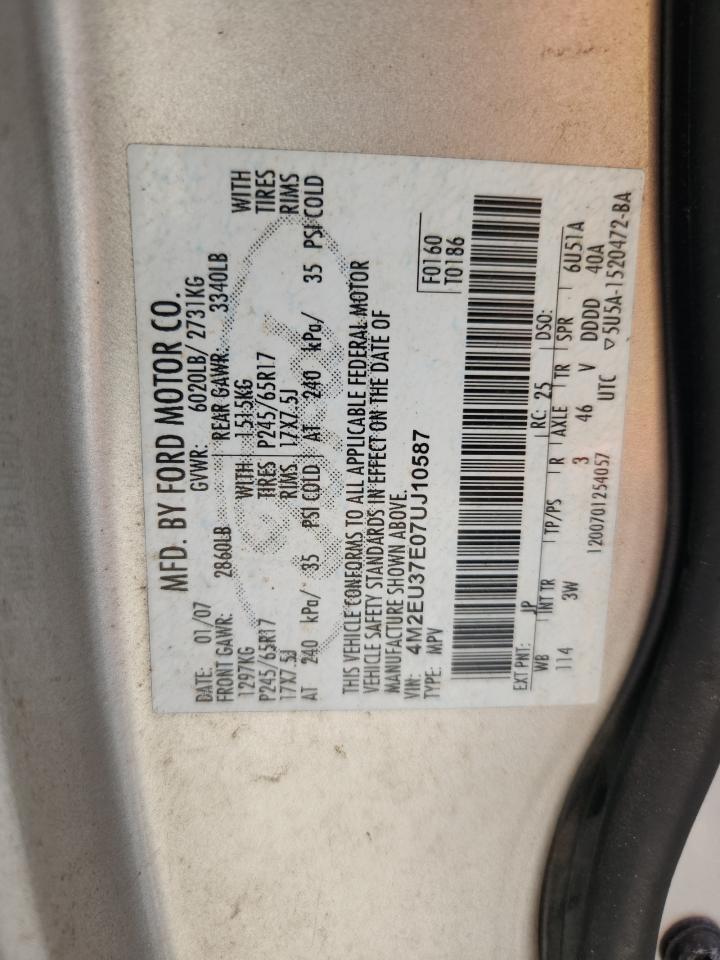 MFD. BY FORD MOTOR CO.
DATE: 01/07 GVWR: 6020LB/ 2731KG
FRONT GAWR: 2860LB REAR GAWR: 3340LB
1297KG WITH 1515KG WITH
P245/65R17 TIRES P245/65R17 TIRES
17X7.5J RIMS 17X7.5J RIMS
AT 240 kPa/ 35 PSI COLD AT 240 kPa/ 35 PSI COLD
THIS VEHICLE CONFORMS TO ALL APPLICABLE FEDERAL MOTOR
VEHICLE SAFETY STANDARDS IN EFFECT ON THE DATE OF
MANUFACTURE SHOWN ABOVE.
VIN: 4M2EU37E07UJ10587
TYPE: MPV
F0160
T0186
EXT PNT: JP RC: 25 DSO:
WB INT TR TP/PS R AXLE TR SPR 6U51A
114 3W 3 46 V DDDD 40A
1200701254057 UTC ▽5U5A-1520472-BA